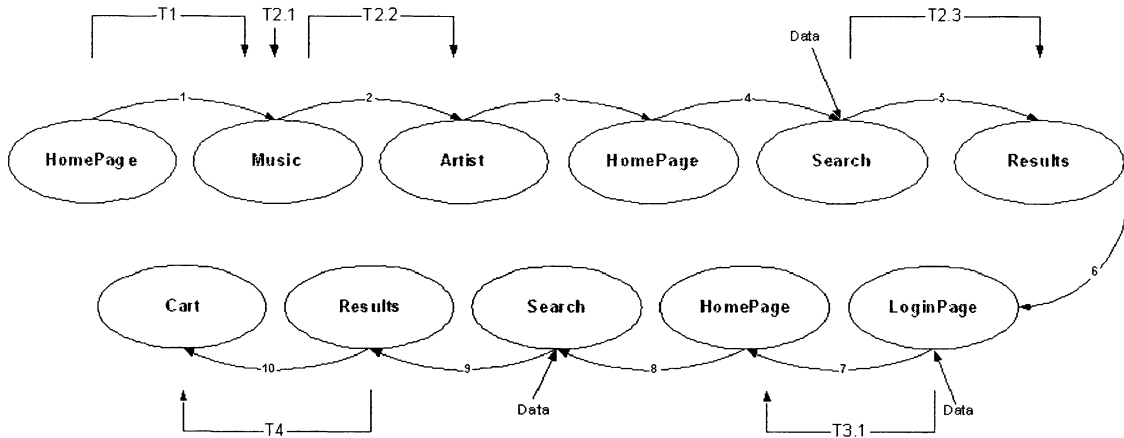 T1 T2.1 T2.2 T2.3
Data
1 2 3 4 5
HomePage Music Artist HomePage Search Results
6
Cart Results Search HomePage LoginPage
10 9 8 7
Data Data
T4 T3.1